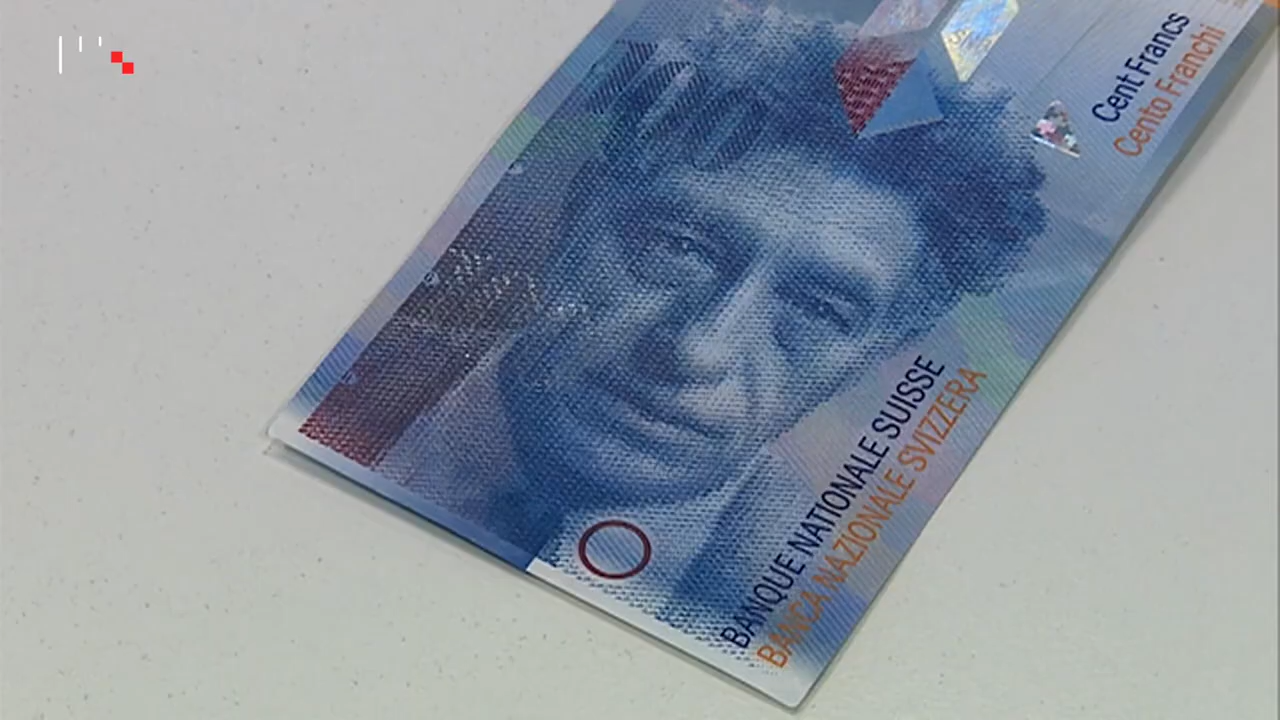 Cent Francs
Cento Franchi
BANQUE NATIONALE SUISSE
BANCA NAZIONALE SVIZZERA